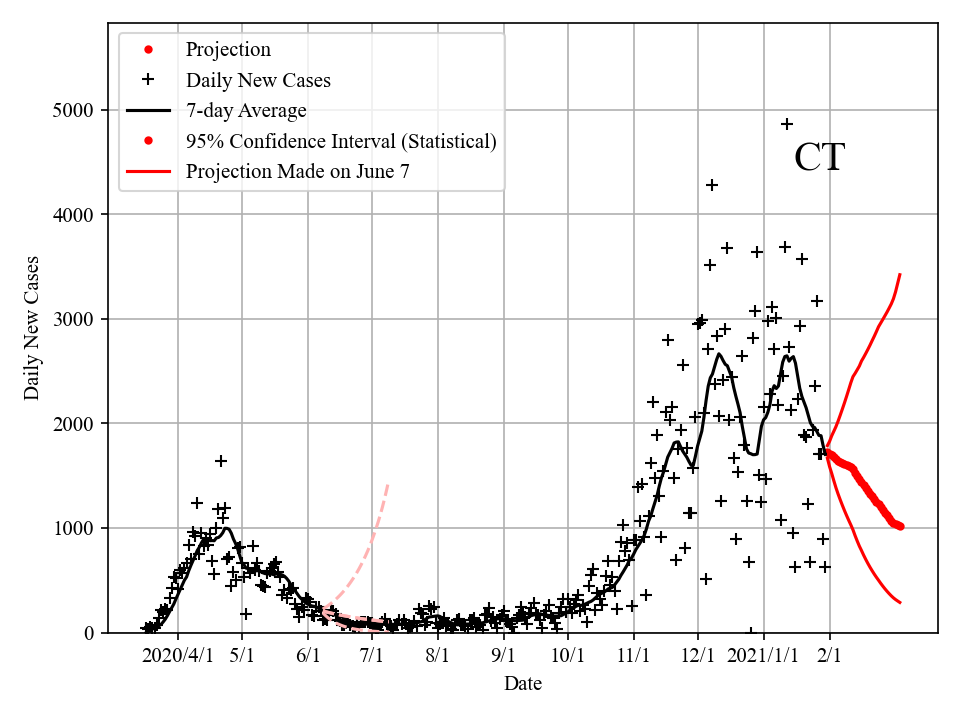 Projection
Daily New Cases
7-day Average
95% Confidence Interval (Statistical)
Projection Made on June 7
CT
5000
4000
3000
2000
1000
0
Daily New Cases
2020/4/1 5/1 6/1 7/1 8/1 9/1 10/1 11/1 12/1 2021/1/1 2/1
Date